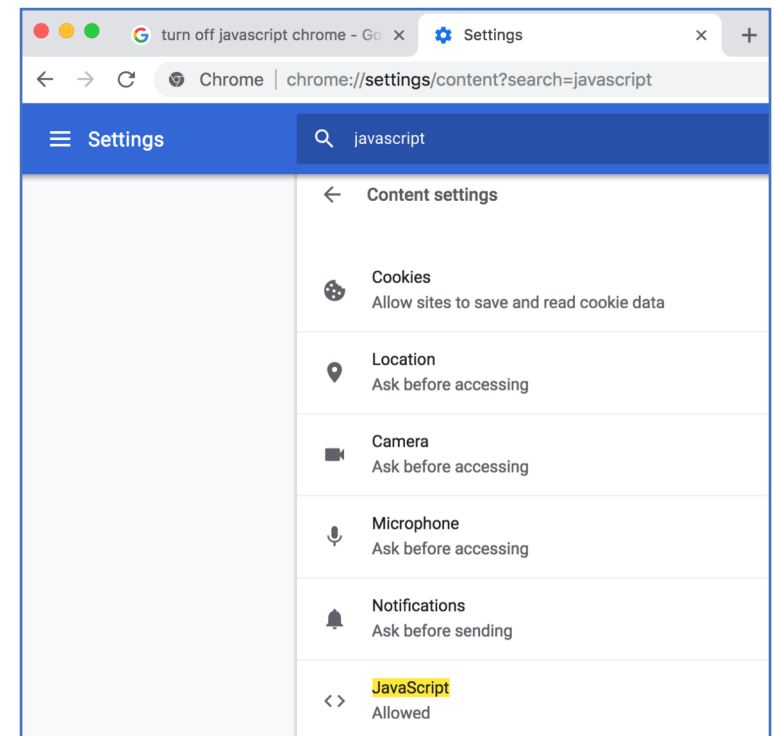 turn off javascript chrome - Go
Settings
Chrome | chrome://settings/content?search=javascript
Settings
javascript
Content settings
Cookies
Allow sites to save and read cookie data
Location
Ask before accessing
Camera
Ask before accessing
Microphone
Ask before accessing
Notifications
Ask before sending
JavaScript
Allowed